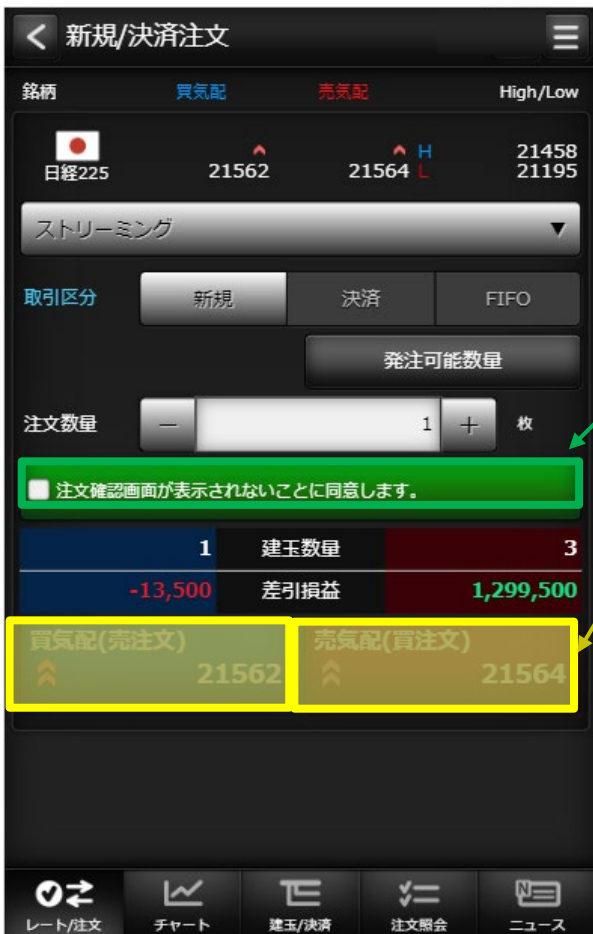 新規/決済注文
銘柄 買気配 売気配 High/Low
日経225 21562 21564 H 21458
L 21195
ストリーミング ▼
取引区分 新規 決済 FIFO
発注可能数量
注文数量 － 1 ＋ 枚
注文確認画面が表示されないことに同意します。
1 建玉数量 3
-13,500 差引損益 1,299,500
買気配(売注文) 売気配(買注文)
21562 21564
レート/注文 チャート 建玉/決済 注文照会 ニュース